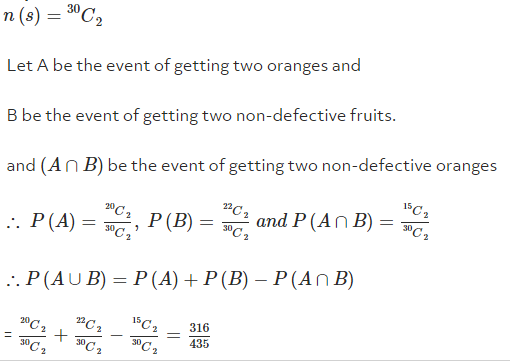 n (s) = ³⁰C₂
Let A be the event of getting two oranges and
B be the event of getting two non-defective fruits.
and (A ∩ B) be the event of getting two non-defective oranges
∴ P (A) = ²⁰C₂/³⁰C₂, P (B) = ²²C₂/³⁰C₂ and P (A ∩ B) = ¹⁵C₂/³⁰C₂
∴ P (A ∪ B) = P (A) + P (B) − P (A ∩ B)
= ²⁰C₂/³⁰C₂ + ²²C₂/³⁰C₂ − ¹⁵C₂/³⁰C₂ = 316/435